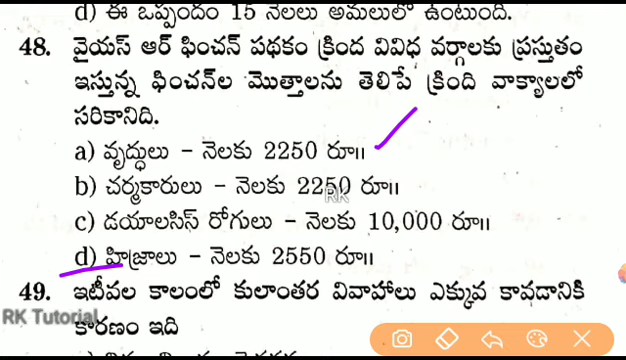 d) ఈ ఒప్పందం 15 నెలలు అమలులో ఉంటుంది.
48. వైయస్ ఆర్ ఫించన్ పథకం క్రింద వివిధ వర్గాలకు ప్రస్తుతం
ఇస్తున్న ఫించన్‌ల మొత్తాలను తెలిపే క్రింది వాక్యాలలో
సరికానిది.
a) వృద్ధులు – నెలకు 2250 రూ॥
b) చర్మకారులు – నెలకు 2250 రూ॥
RK
c) డయాలసిస్ రోగులు – నెలకు 10,000 రూ॥
d) హిజ్రాలు – నెలకు 2550 రూ॥
49. ఇటీవల కాలంలో కులాంతర వివాహాలు ఎక్కువ కావడానికి
RK Tutorial
కారణం ఇది